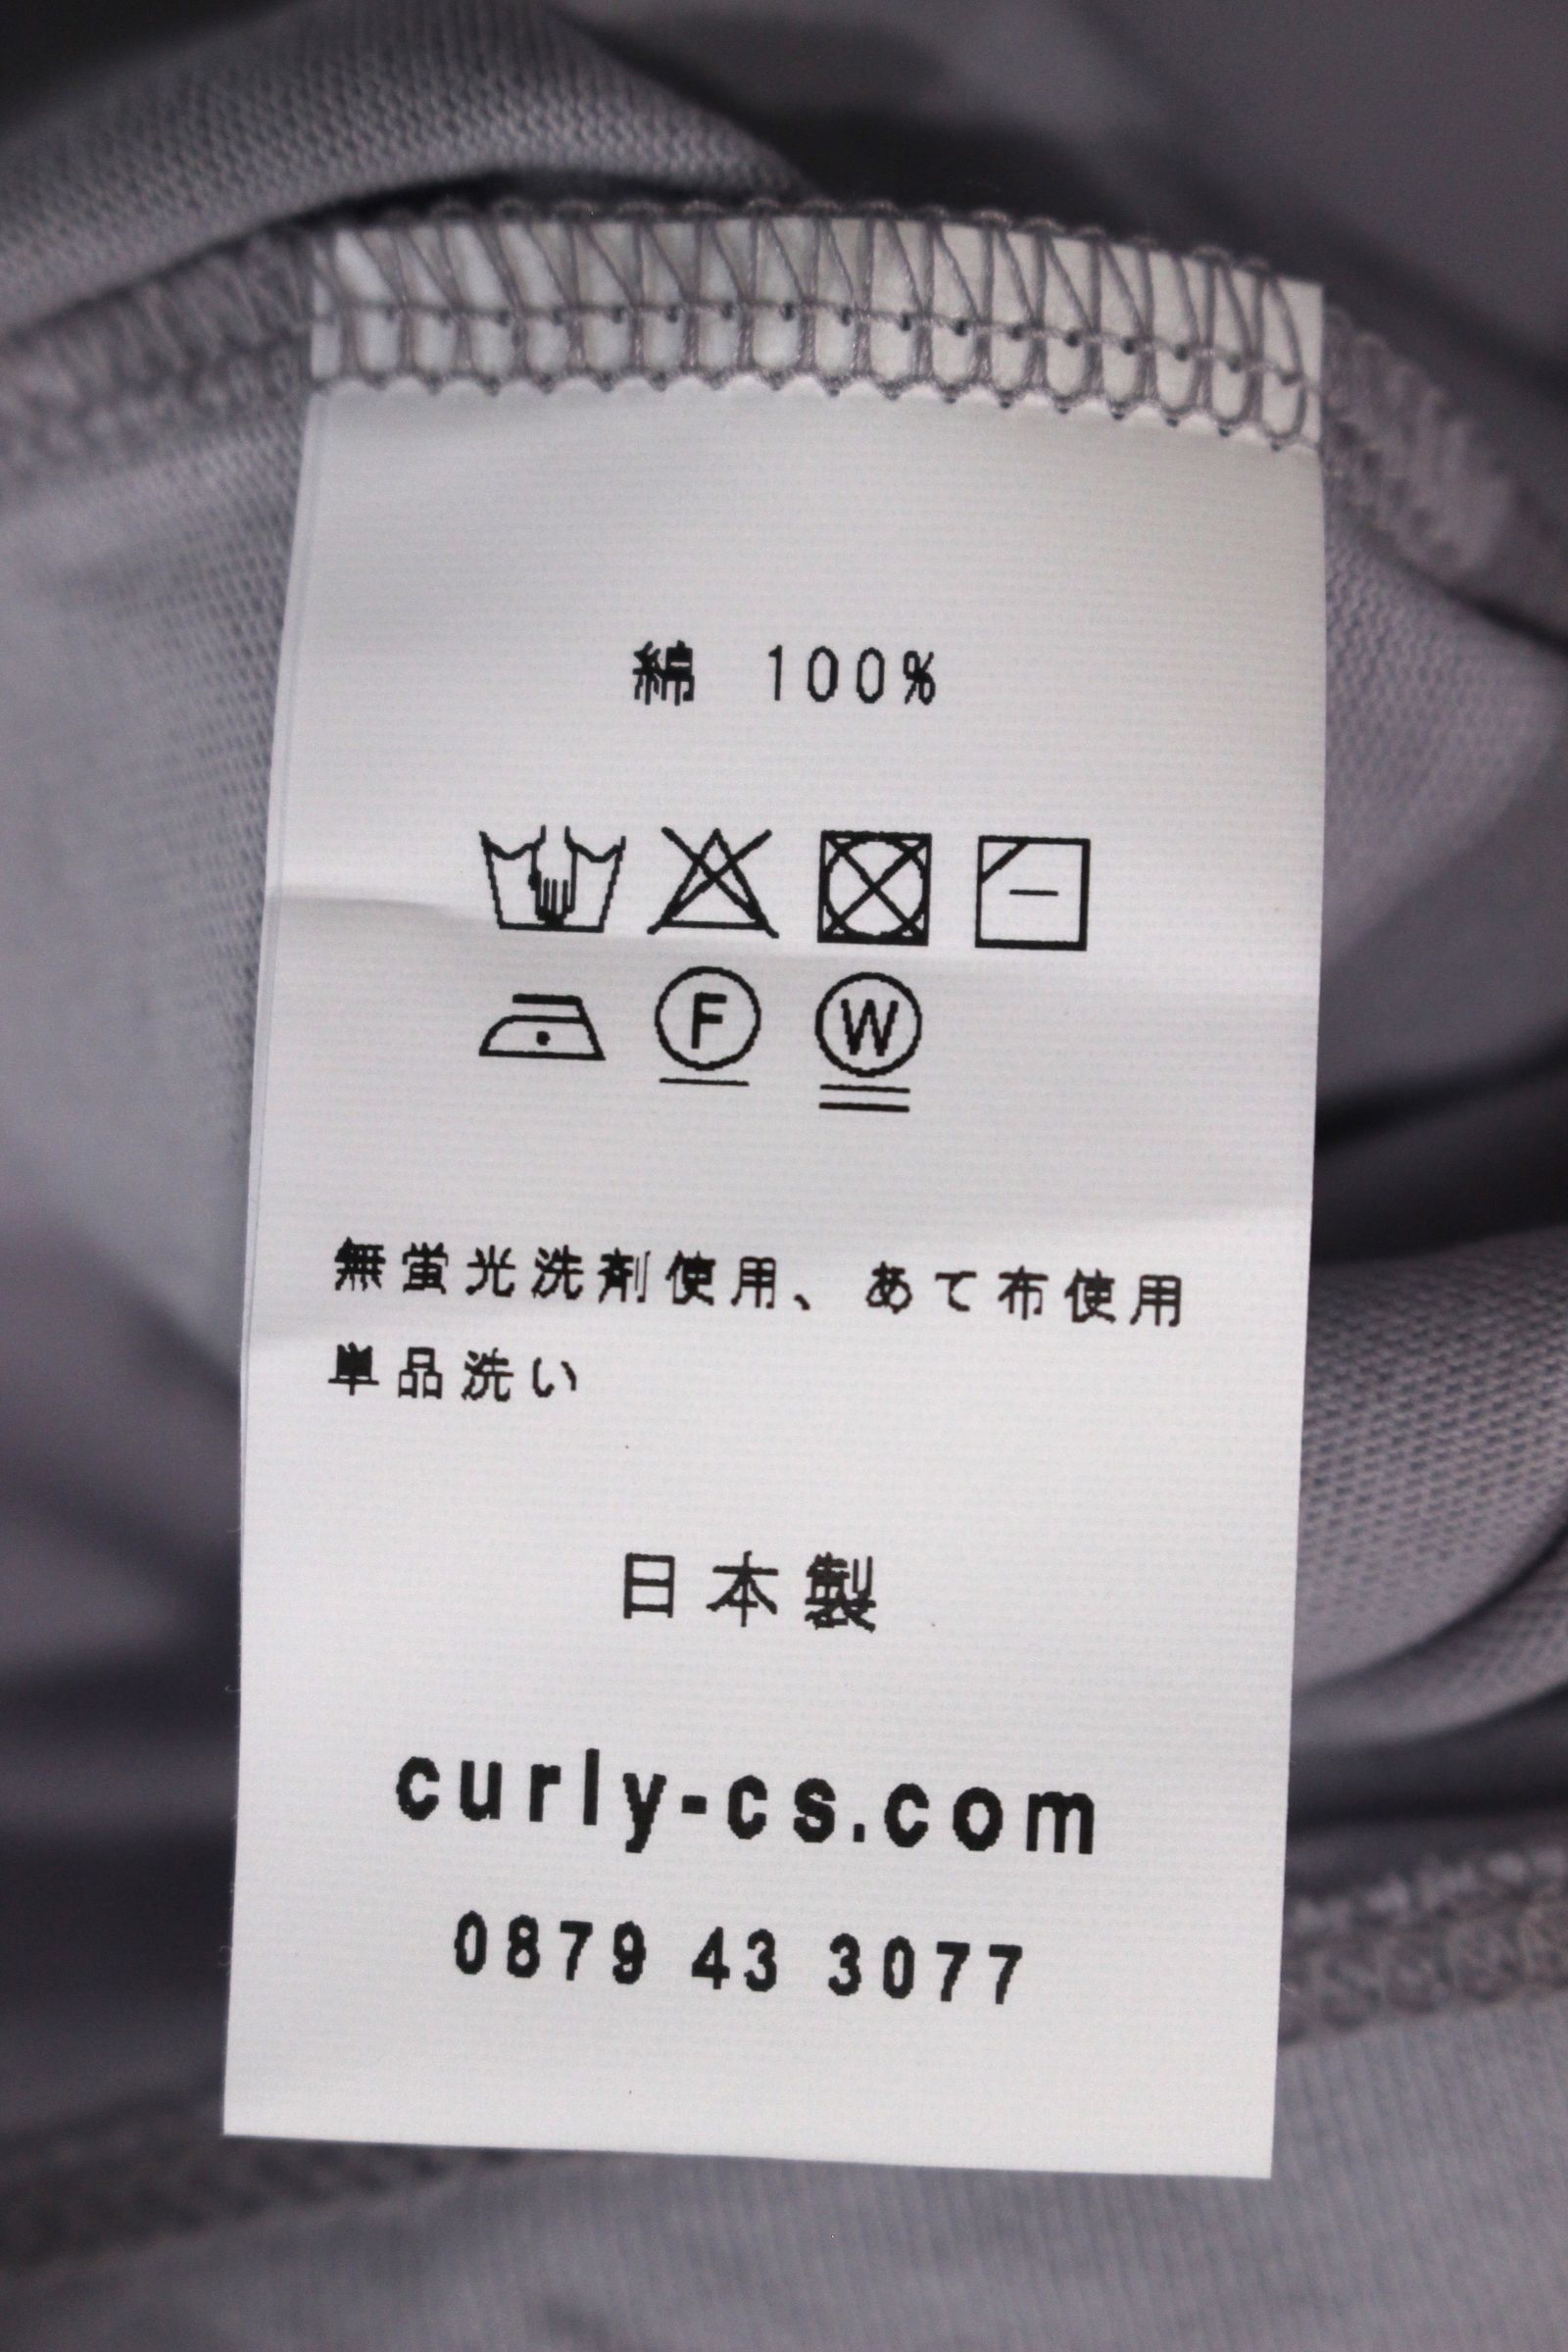 綿 100%
F W
無蛍光洗剤使用、あて布使用
単品洗い
日本製
curly-cs.com
0879 43 3077